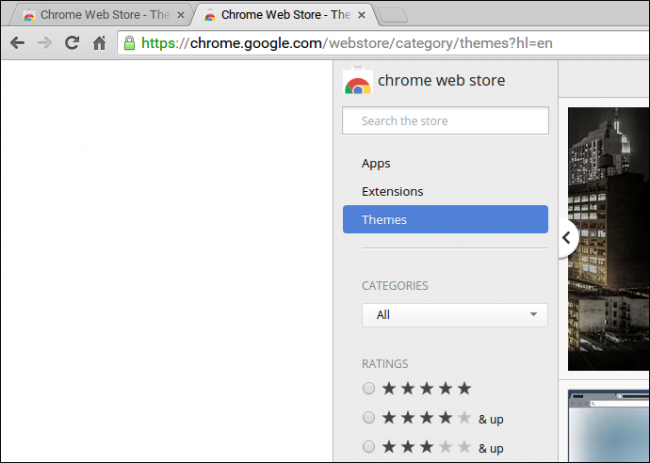 Chrome Web Store - The
Chrome Web Store - The
https://chrome.google.com/webstore/category/themes?hl=en
chrome web store
Search the store
Apps
Extensions
Themes
CATEGORIES
All
RATINGS
& up
& up